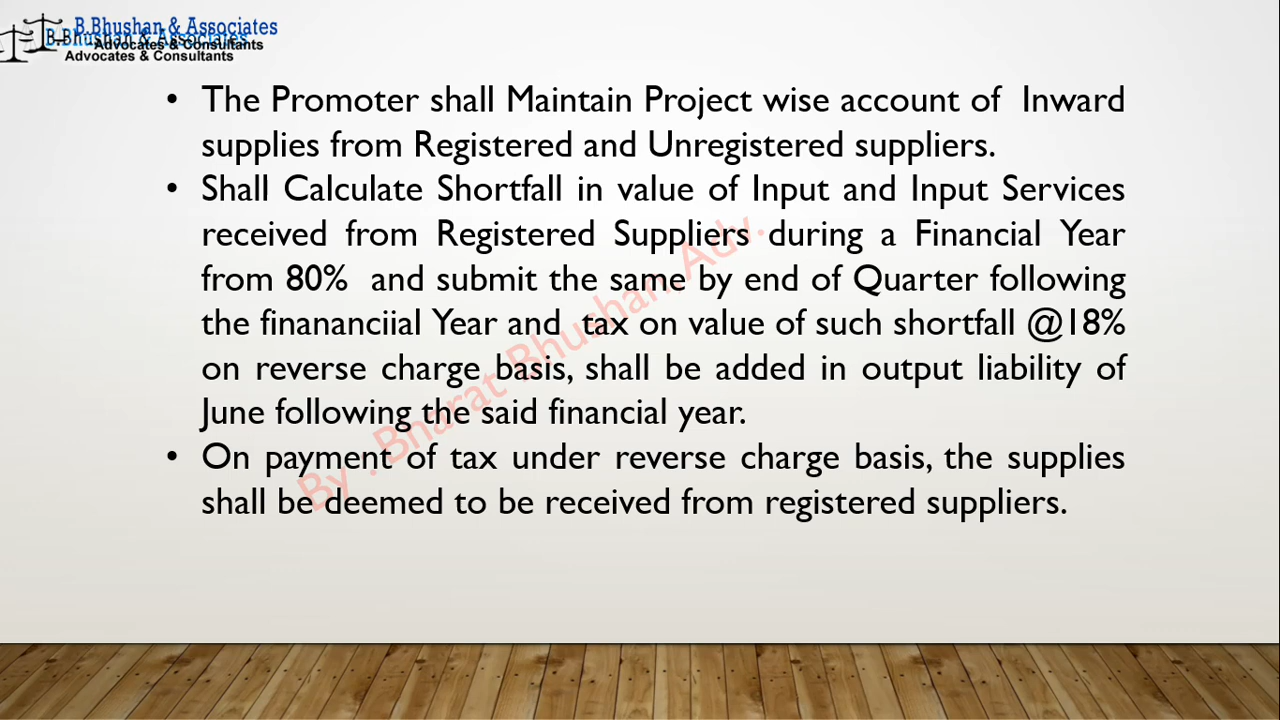 B.Bhushan & Associates
B.Bhushan & Associates
Advocates & Consultants
Advocates & Consultants
• The Promoter shall Maintain Project wise account of Inward
supplies from Registered and Unregistered suppliers.
• Shall Calculate Shortfall in value of Input and Input Services
received from Registered Suppliers during a Financial Year
from 80% and submit the same by end of Quarter following
the finananciial Year and tax on value of such shortfall @18%
on reverse charge basis, shall be added in output liability of
June following the said financial year.
• On payment of tax under reverse charge basis, the supplies
shall be deemed to be received from registered suppliers.
By . Bharat Bhushan, Adv.